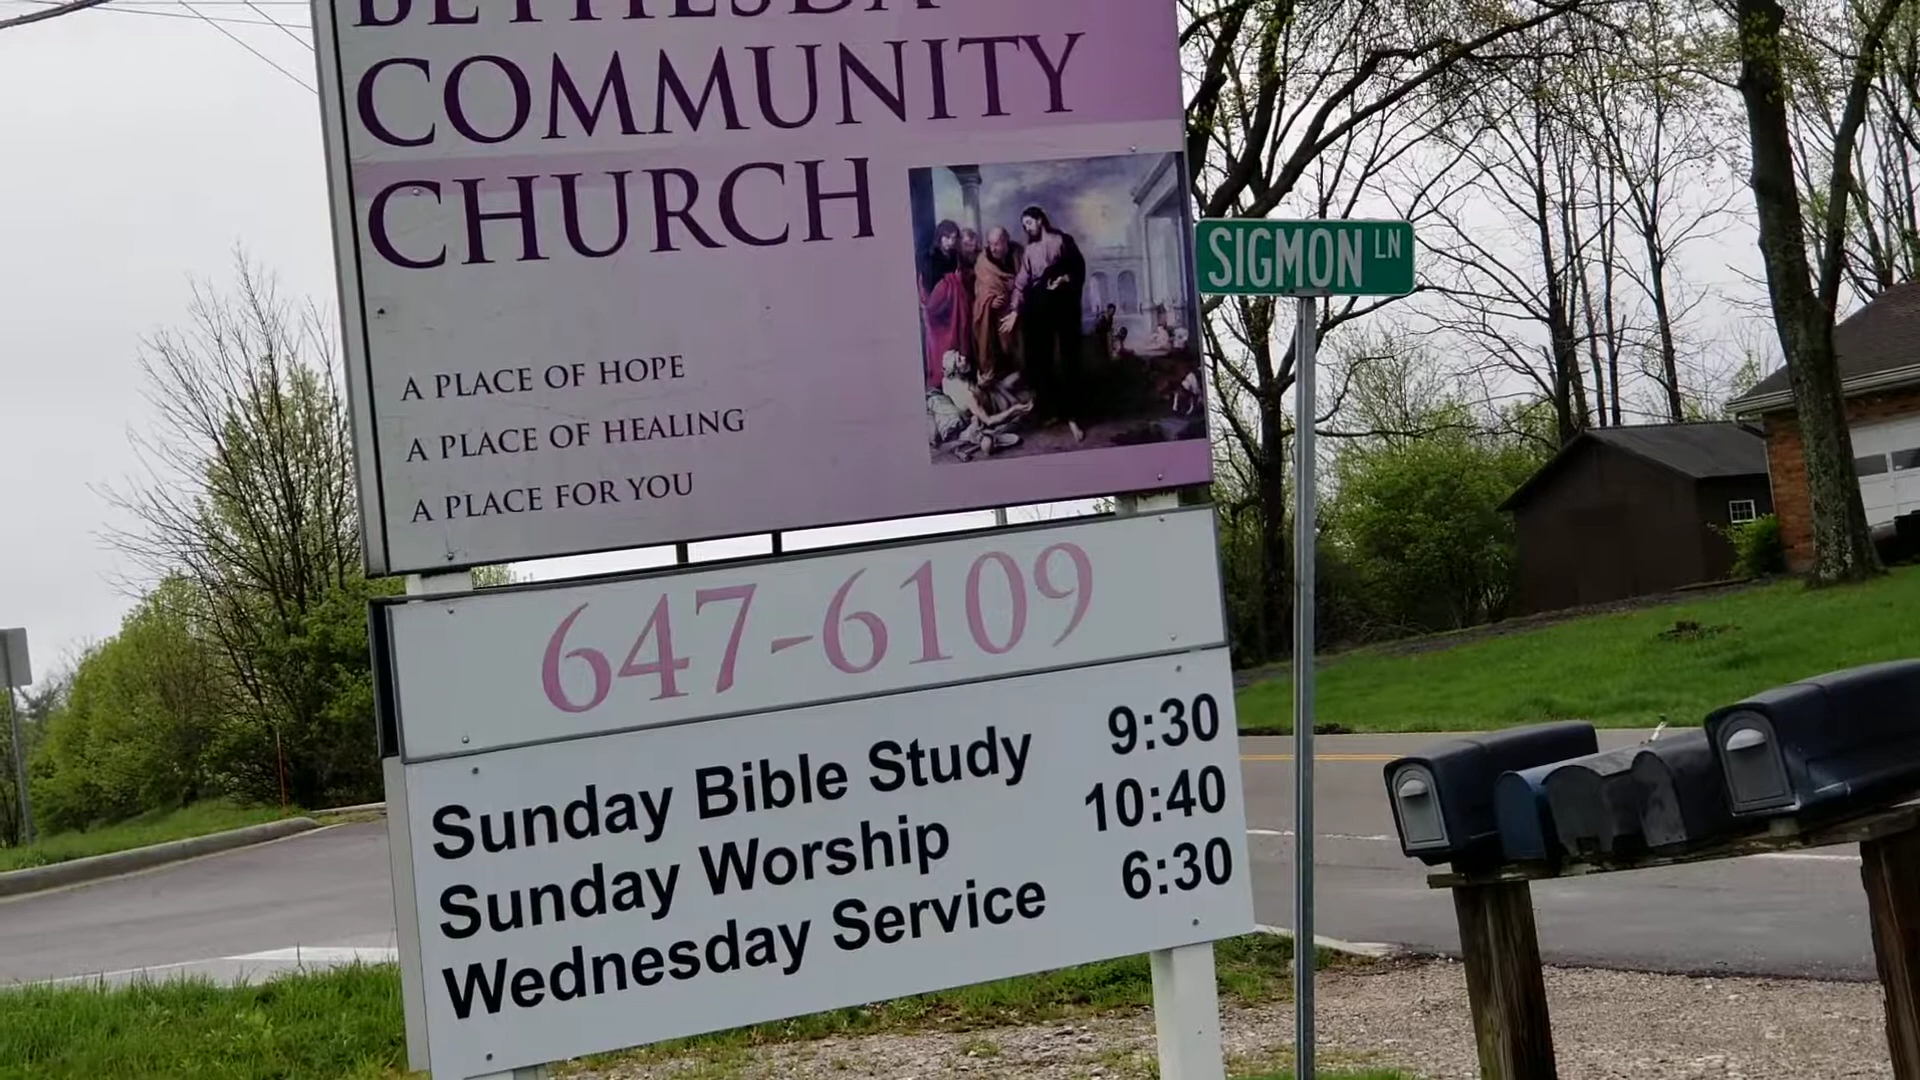 BETHESDA
COMMUNITY
CHURCH
A PLACE OF HOPE
A PLACE OF HEALING
A PLACE FOR YOU
647-6109
Sunday Bible Study 9:30
Sunday Worship 10:40
Wednesday Service 6:30
SIGMON LN